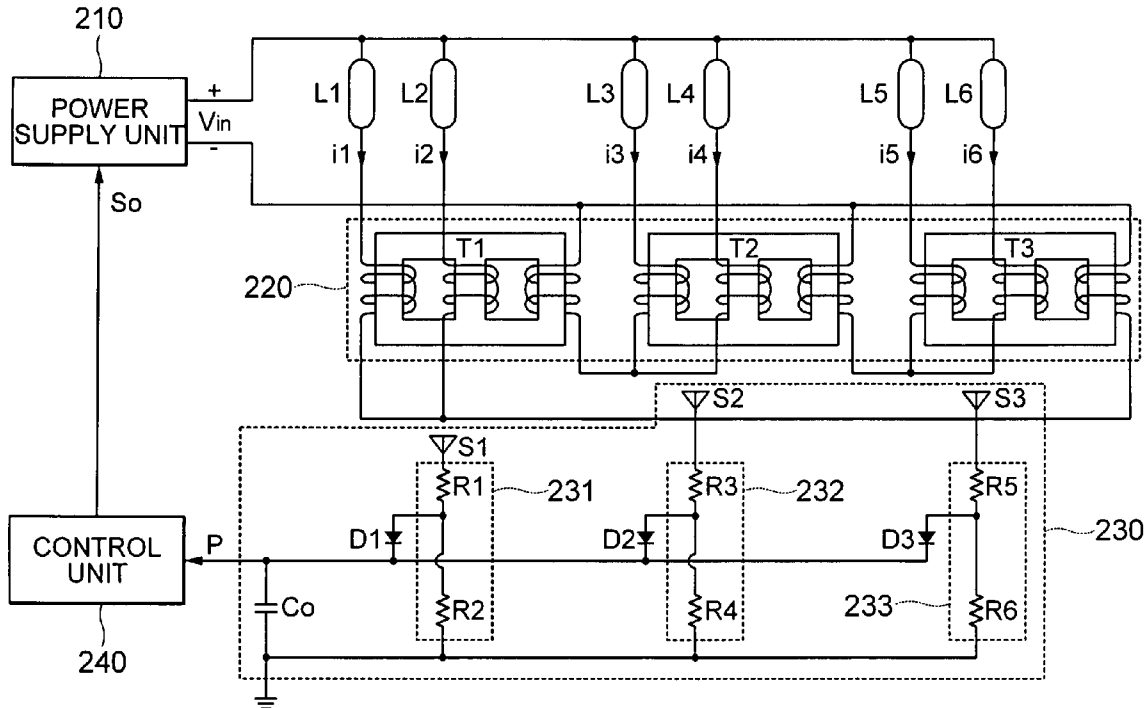 210
POWER
SUPPLY UNIT
+
Vin
-
So
L1
L2
L3
L4
L5
L6
i1
i2
i3
i4
i5
i6
T1
T2
T3
220
S1
S2
S3
R1
231
R3
232
R5
D1
D2
D3
230
CONTROL
UNIT
P
Co
R2
R4
233
R6
240